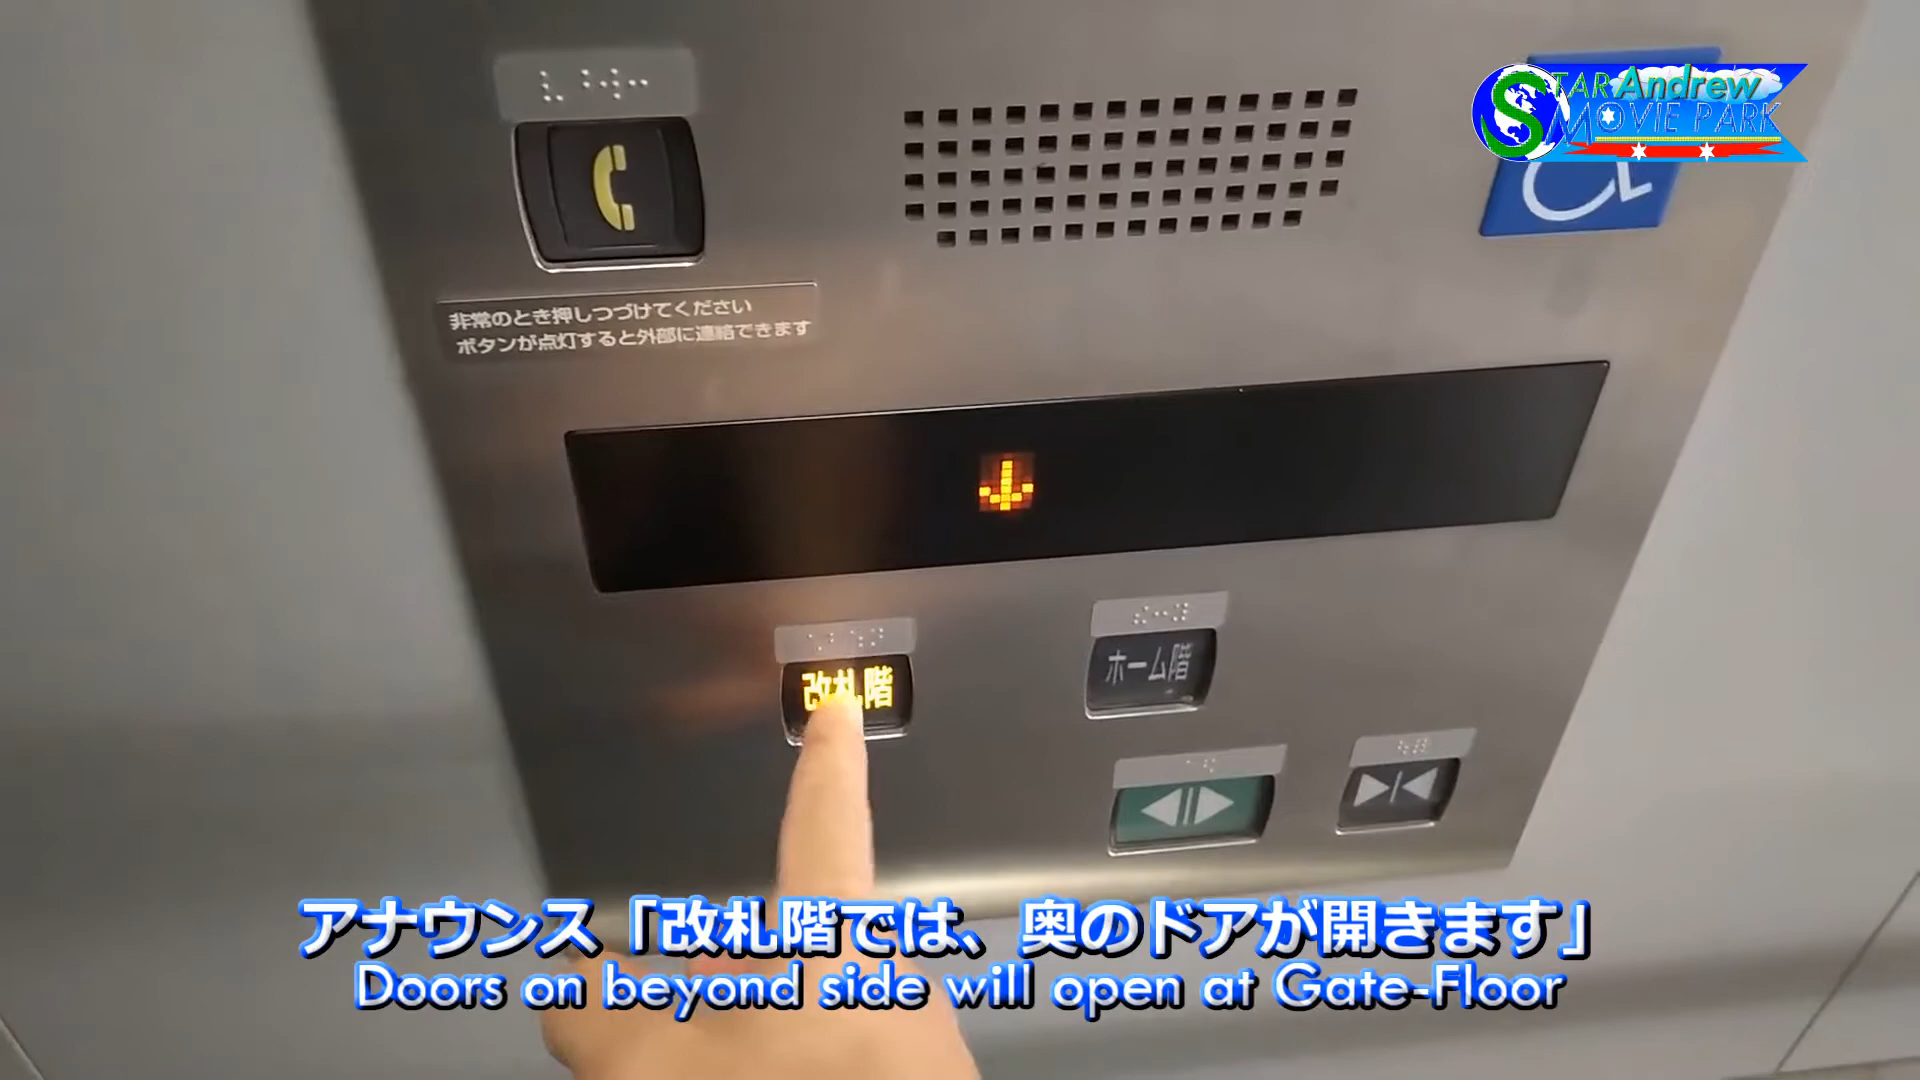 STAR Andrew
MOVIE PARK
非常のとき押しつづけてください
ボタンが点灯すると外部に連絡できます
改札階
ホーム階
アナウンス「改札階では、奥のドアが開きます」
Doors on beyond side will open at Gate-Floor